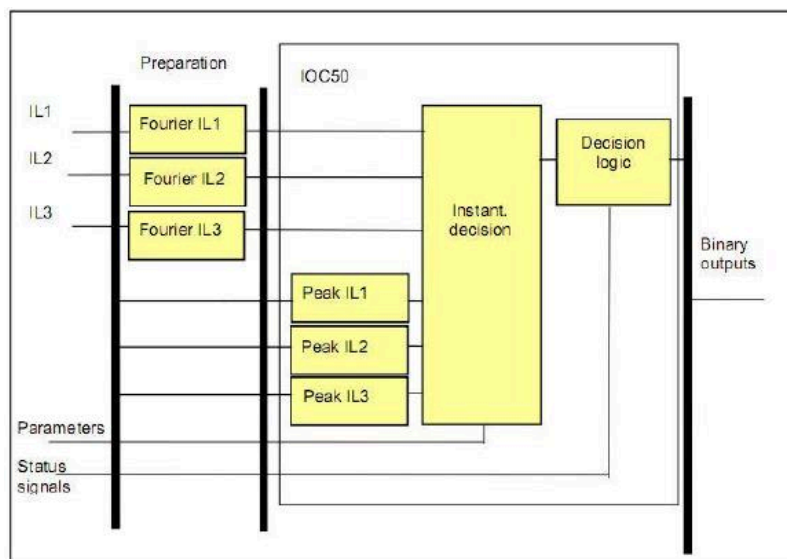 Preparation
IOC50
IL1
Fourier IL1
IL2
Fourier IL2
IL3
Fourier IL3
Instant.
decision
Decision
logic
Binary
outputs
Peak IL1
Peak IL2
Peak IL3
Parameters
Status
signals